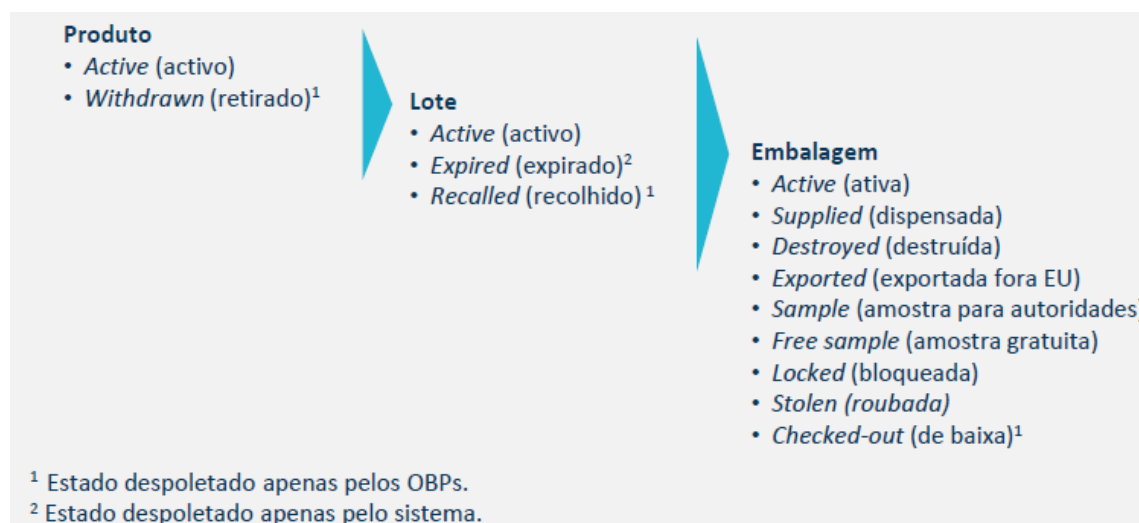 Produto
• Active (activo)
• Withdrawn (retirado)¹
Lote
• Active (activo)
• Expired (expirado)²
• Recalled (recolhido) ¹
Embalagem
• Active (ativa)
• Supplied (dispensada)
• Destroyed (destruída)
• Exported (exportada fora EU)
• Sample (amostra para autoridades)
• Free sample (amostra gratuita)
• Locked (bloqueada)
• Stolen (roubada)
• Checked-out (de baixa)¹
¹ Estado despoletado apenas pelos OBPs.
² Estado despoletado apenas pelo sistema.